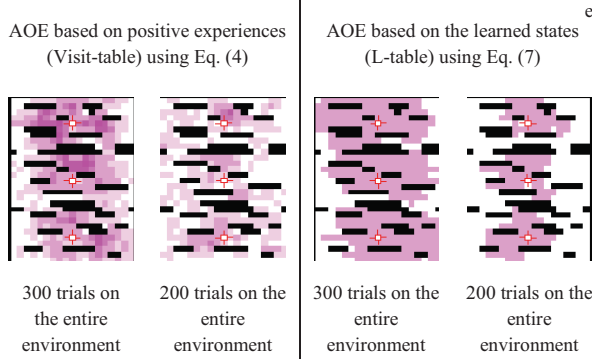 AOE based on positive experiences
(Visit-table) using Eq. (4)
300 trials on
the entire
environment
200 trials on the
entire
environment
AOE based on the learned states
(L-table) using Eq. (7)
300 trials on the
entire
environment
200 trials on the
entire
environment
e